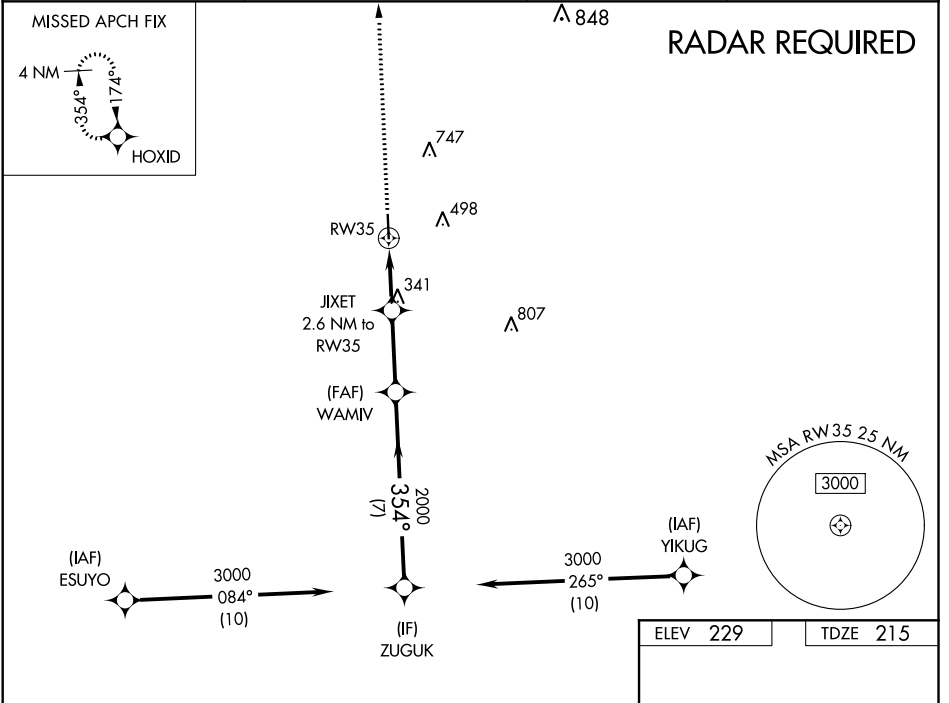 MISSED APCH FIX
4 NM
354°
174°
HOXID
848
RADAR REQUIRED
747
498
RW35
341
JIXET
2.6 NM to
RW35
807
(FAF)
WAMIV
2000
354°
(7)
MSA RW35 25 NM
3000
(IAF)
ESUYO
3000
084°
(10)
(IF)
ZUGUK
3000
265°
(10)
(IAF)
YIKUG
ELEV 229
TDZE 215